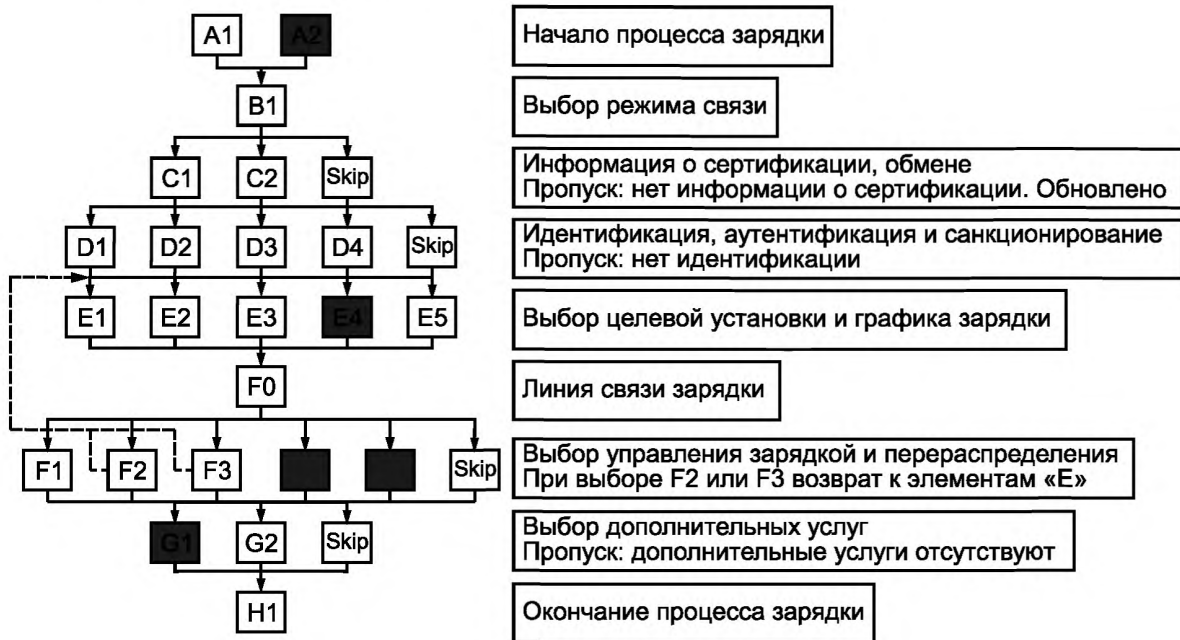 A1 A2 Начало процесса зарядки
B1 Выбор режима связи
C1 C2 Skip Информация о сертификации, обмене
Пропуск: нет информации о сертификации. Обновлено
D1 D2 D3 D4 Skip Идентификация, аутентификация и санкционирование
Пропуск: нет идентификации
E1 E2 E3 E4 E5 Выбор целевой установки и графика зарядки
F0 Линия связи зарядки
F1 F2 F3 Skip Выбор управления зарядкой и перераспределения
При выборе F2 или F3 возврат к элементам «Е»
G1 G2 Skip Выбор дополнительных услуг
Пропуск: дополнительные услуги отсутствуют
H1 Окончание процесса зарядки